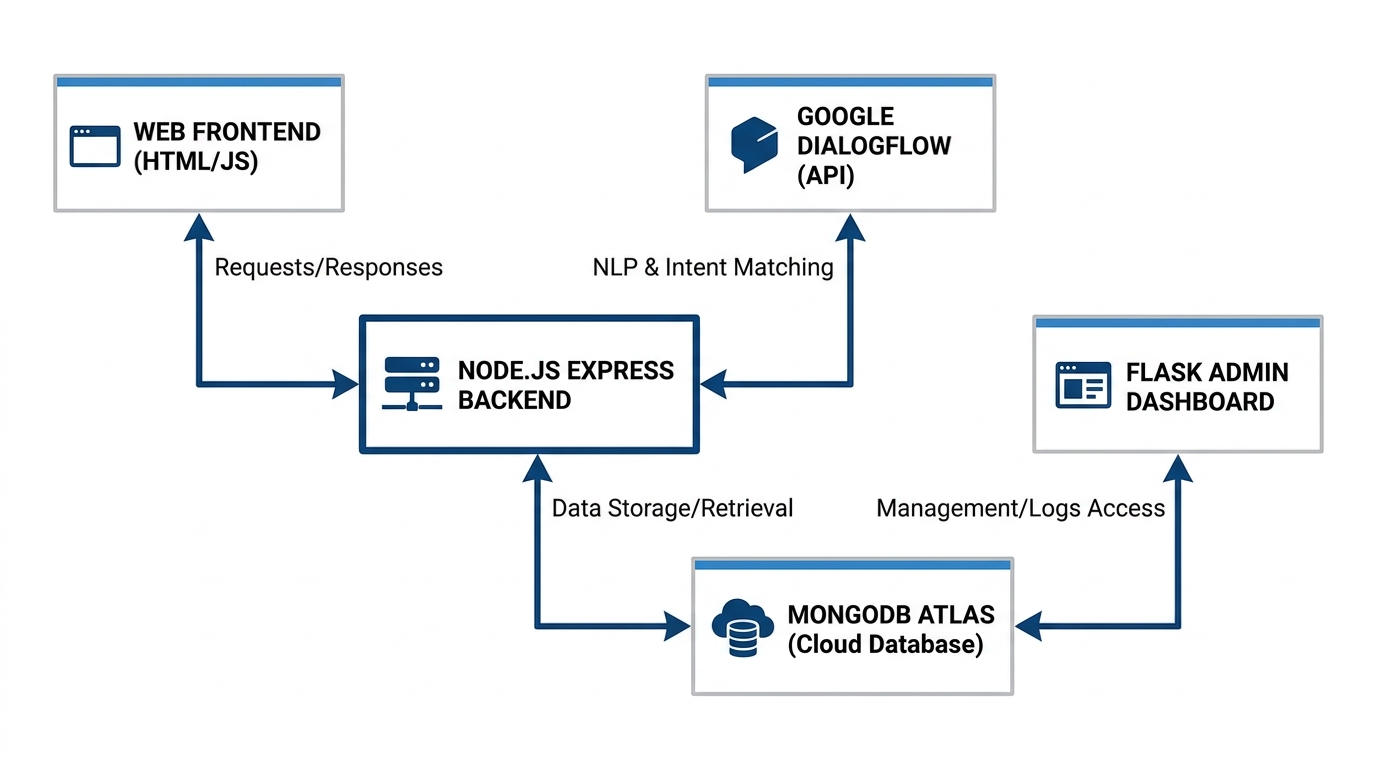 WEB FRONTEND
(HTML/JS)
GOOGLE
DIALOGFLOW
(API)
Requests/Responses
NLP & Intent Matching
NODE.JS EXPRESS
BACKEND
FLASK ADMIN
DASHBOARD
Data Storage/Retrieval
Management/Logs Access
MONGODB ATLAS
(Cloud Database)